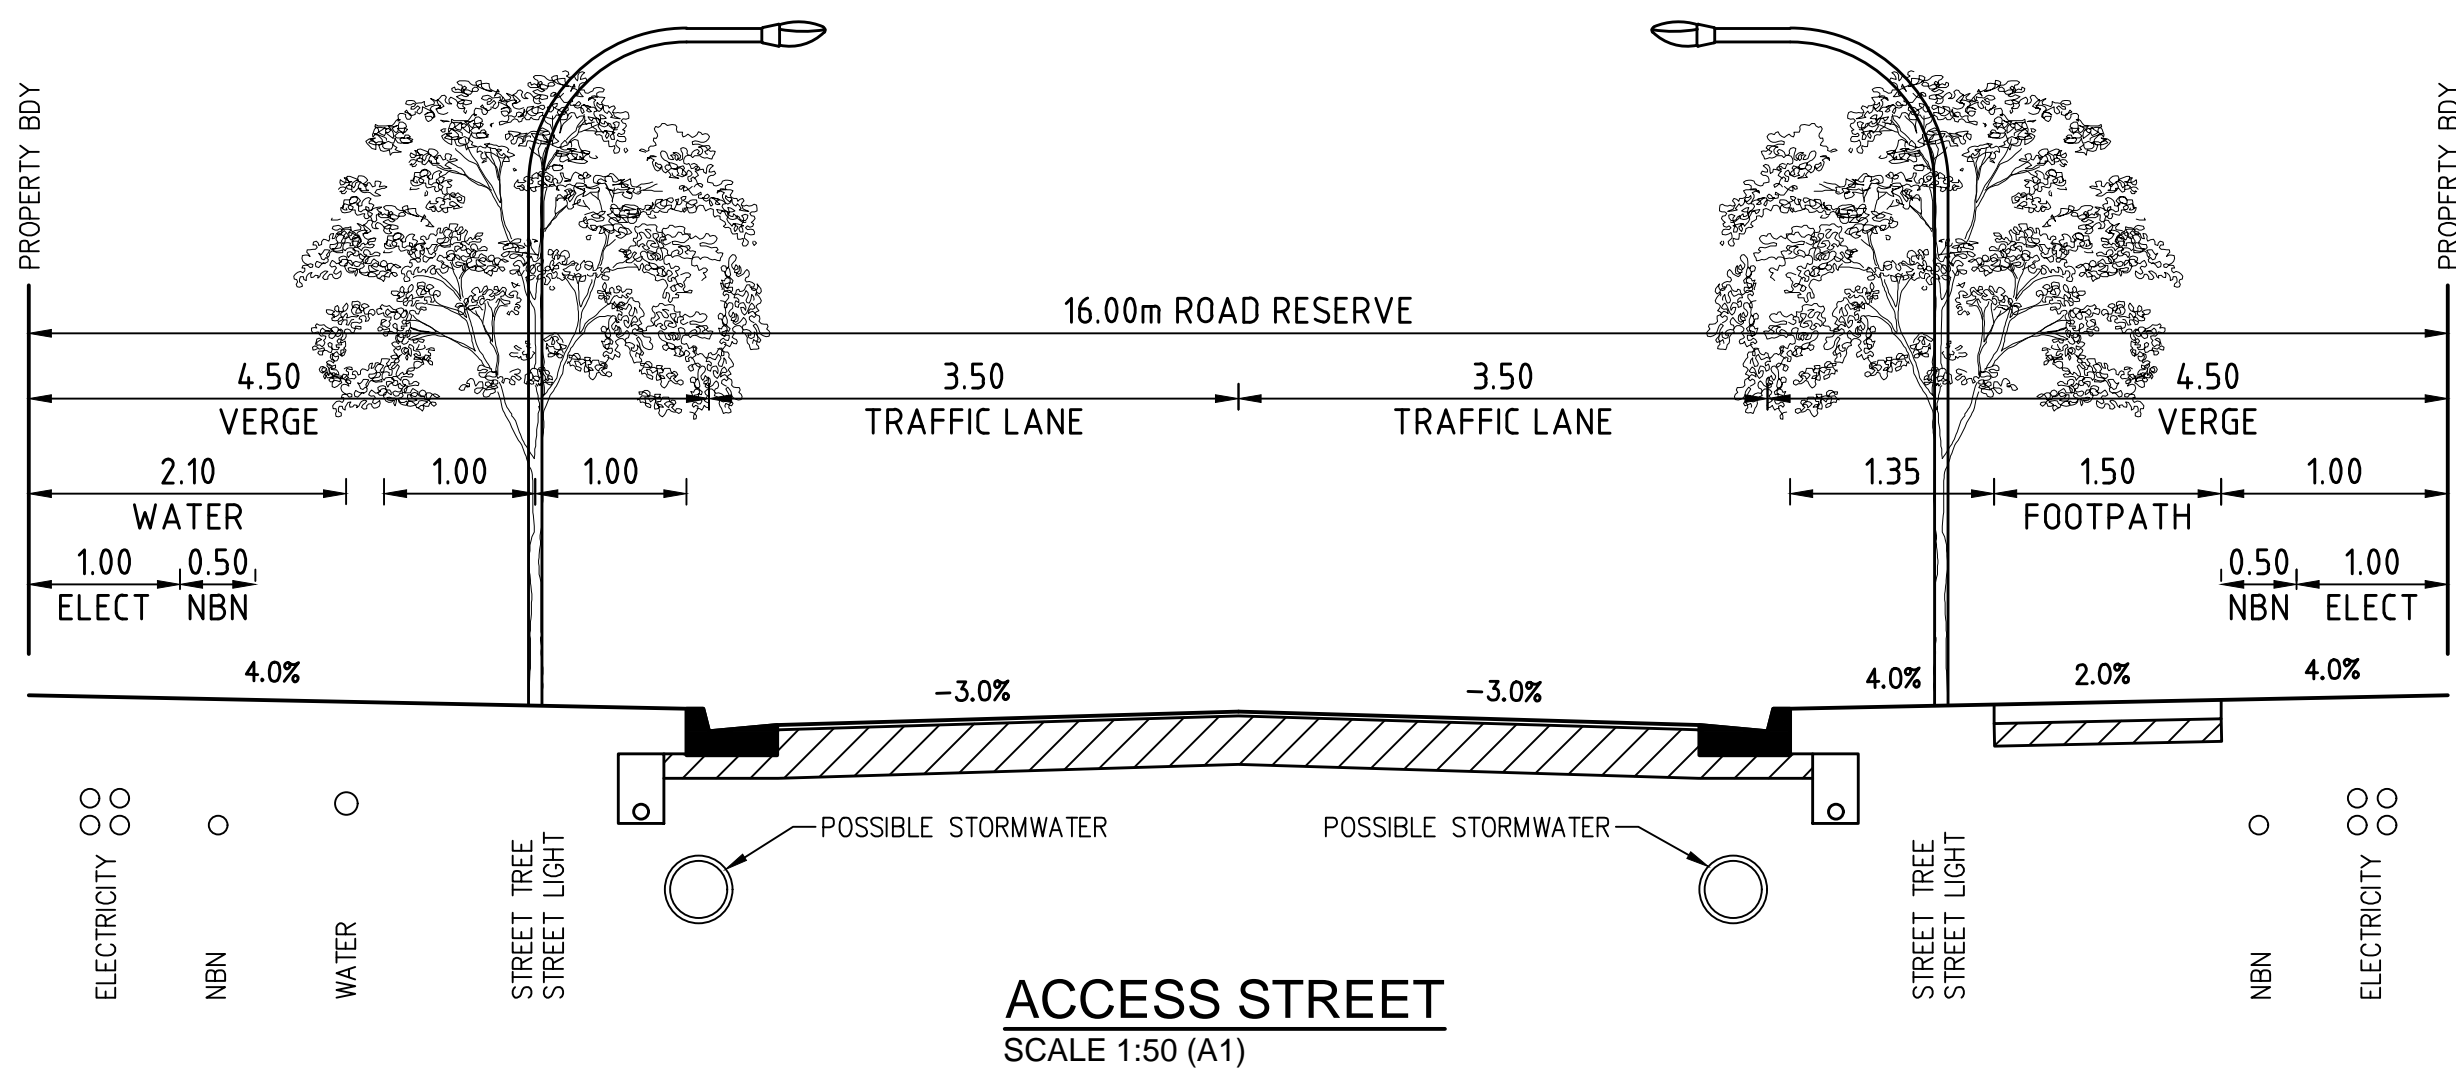 PROPERTY BDY
PROPERTY BDY
16.00m ROAD RESERVE
4.50
3.50
3.50
4.50
VERGE
TRAFFIC LANE
TRAFFIC LANE
VERGE
2.10
1.00
1.00
1.35
1.50
1.00
WATER
FOOTPATH
1.00
0.50
0.50
1.00
ELECT
NBN
NBN
ELECT
4.0%
-3.0%
-3.0%
4.0%
2.0%
4.0%
POSSIBLE STORMWATER
POSSIBLE STORMWATER
ELECTRICITY
NBN
WATER
STREET TREE
STREET LIGHT
STREET TREE
STREET LIGHT
NBN
ELECTRICITY
ACCESS STREET
SCALE 1:50 (A1)